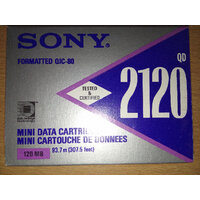 SONY
FORMATTED QIC-80
TESTED
&
CERTIFIED
QD
2120
MINI DATA CARTRI
MINI CARTOUCHE DE DONNEES
120 MB
93.7 m (307.5 feet)